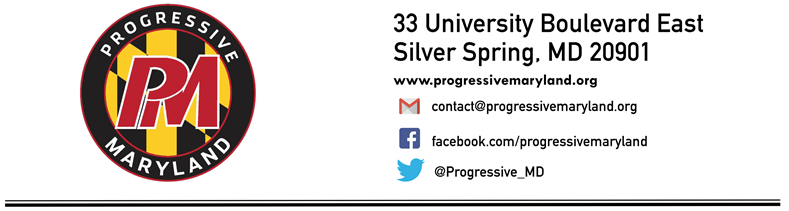 PROGRESSIVE
PM
MARYLAND
33 University Boulevard East
Silver Spring, MD 20901
www.progressivemaryland.org
contact@progressivemaryland.org
facebook.com/progressivemaryland
@Progressive_MD